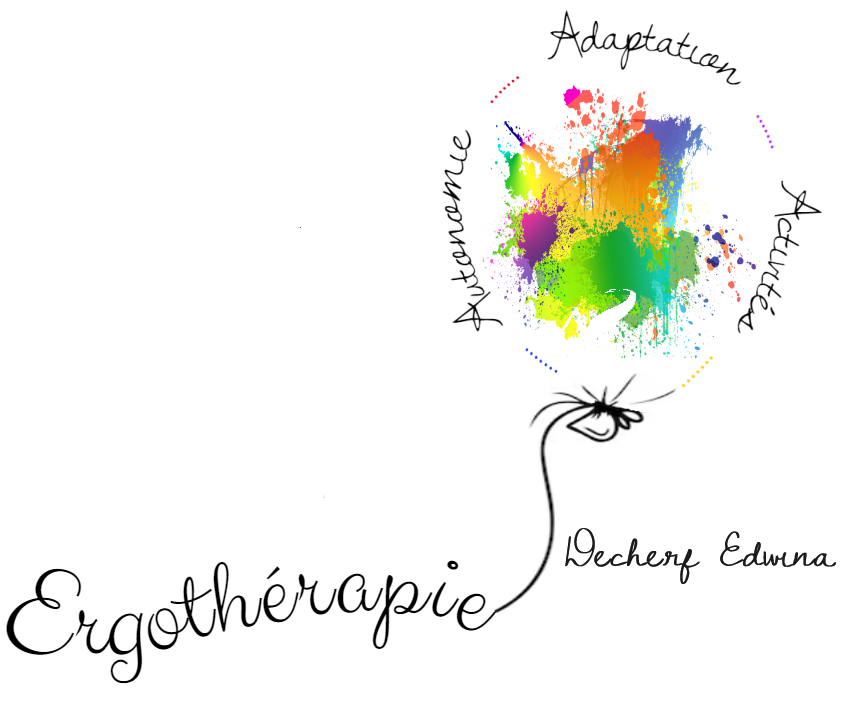 Adaptation
Autonomie
Activités
Decherf Edwina
Ergothérapie